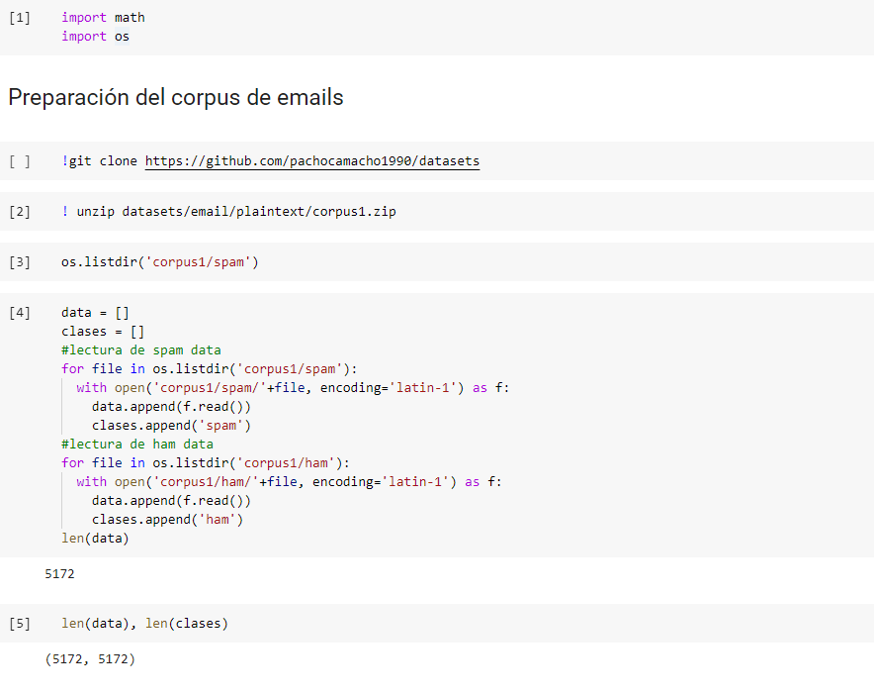 [1] import math
import os
Preparación del corpus de emails
[ ] !git clone https://github.com/pachocamacho1990/datasets
[2] ! unzip datasets/email/plaintext/corpus1.zip
[3] os.listdir('corpus1/spam')
[4] data = []
clases = []
#lectura de spam data
for file in os.listdir('corpus1/spam'):
  with open('corpus1/spam/'+file, encoding='latin-1') as f:
    data.append(f.read())
    clases.append('spam')
#lectura de ham data
for file in os.listdir('corpus1/ham'):
  with open('corpus1/ham/'+file, encoding='latin-1') as f:
    data.append(f.read())
    clases.append('ham')
len(data)
5172
[5] len(data), len(clases)
(5172, 5172)